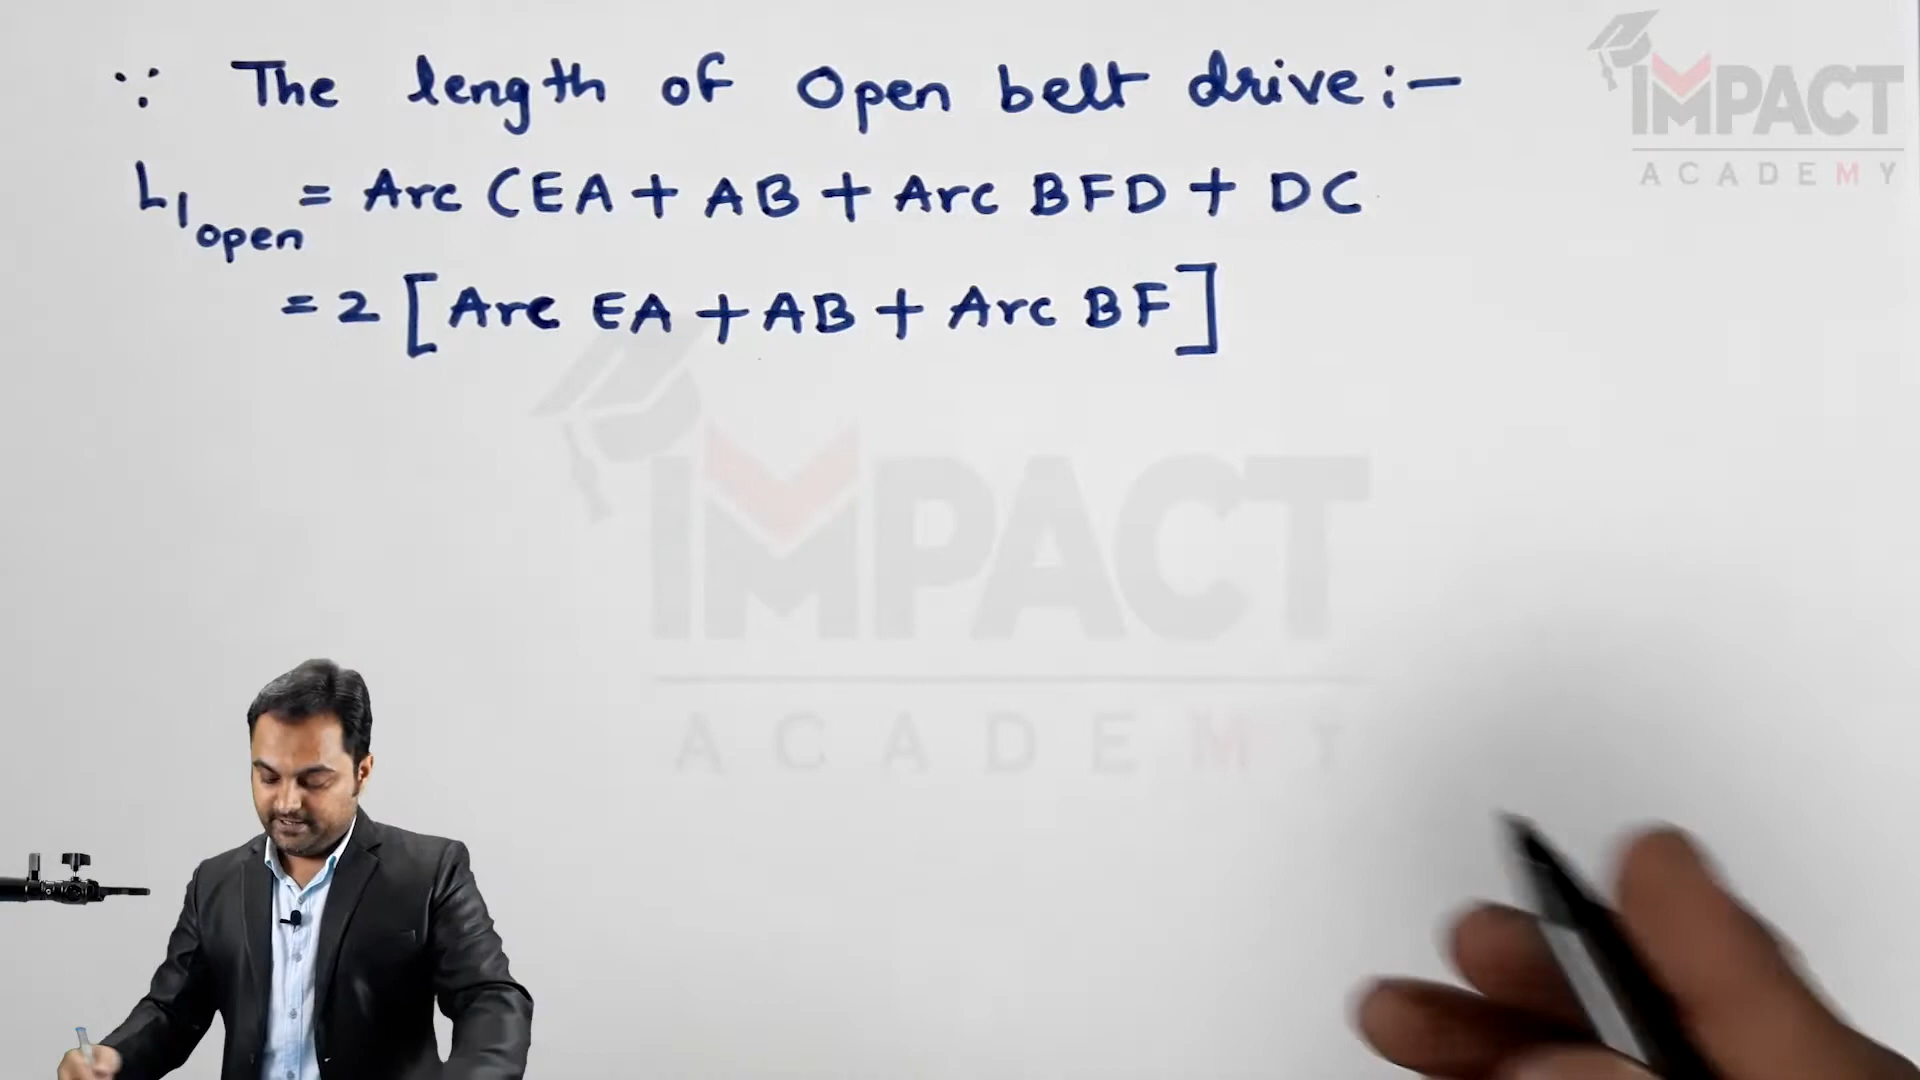 ∵ The length of Open belt drive:-
L1open = Arc CEA + AB + Arc BFD + DC
= 2 [Arc EA + AB + Arc BF]
IMPACT
ACADEMY
IMPACT
ACADEMY